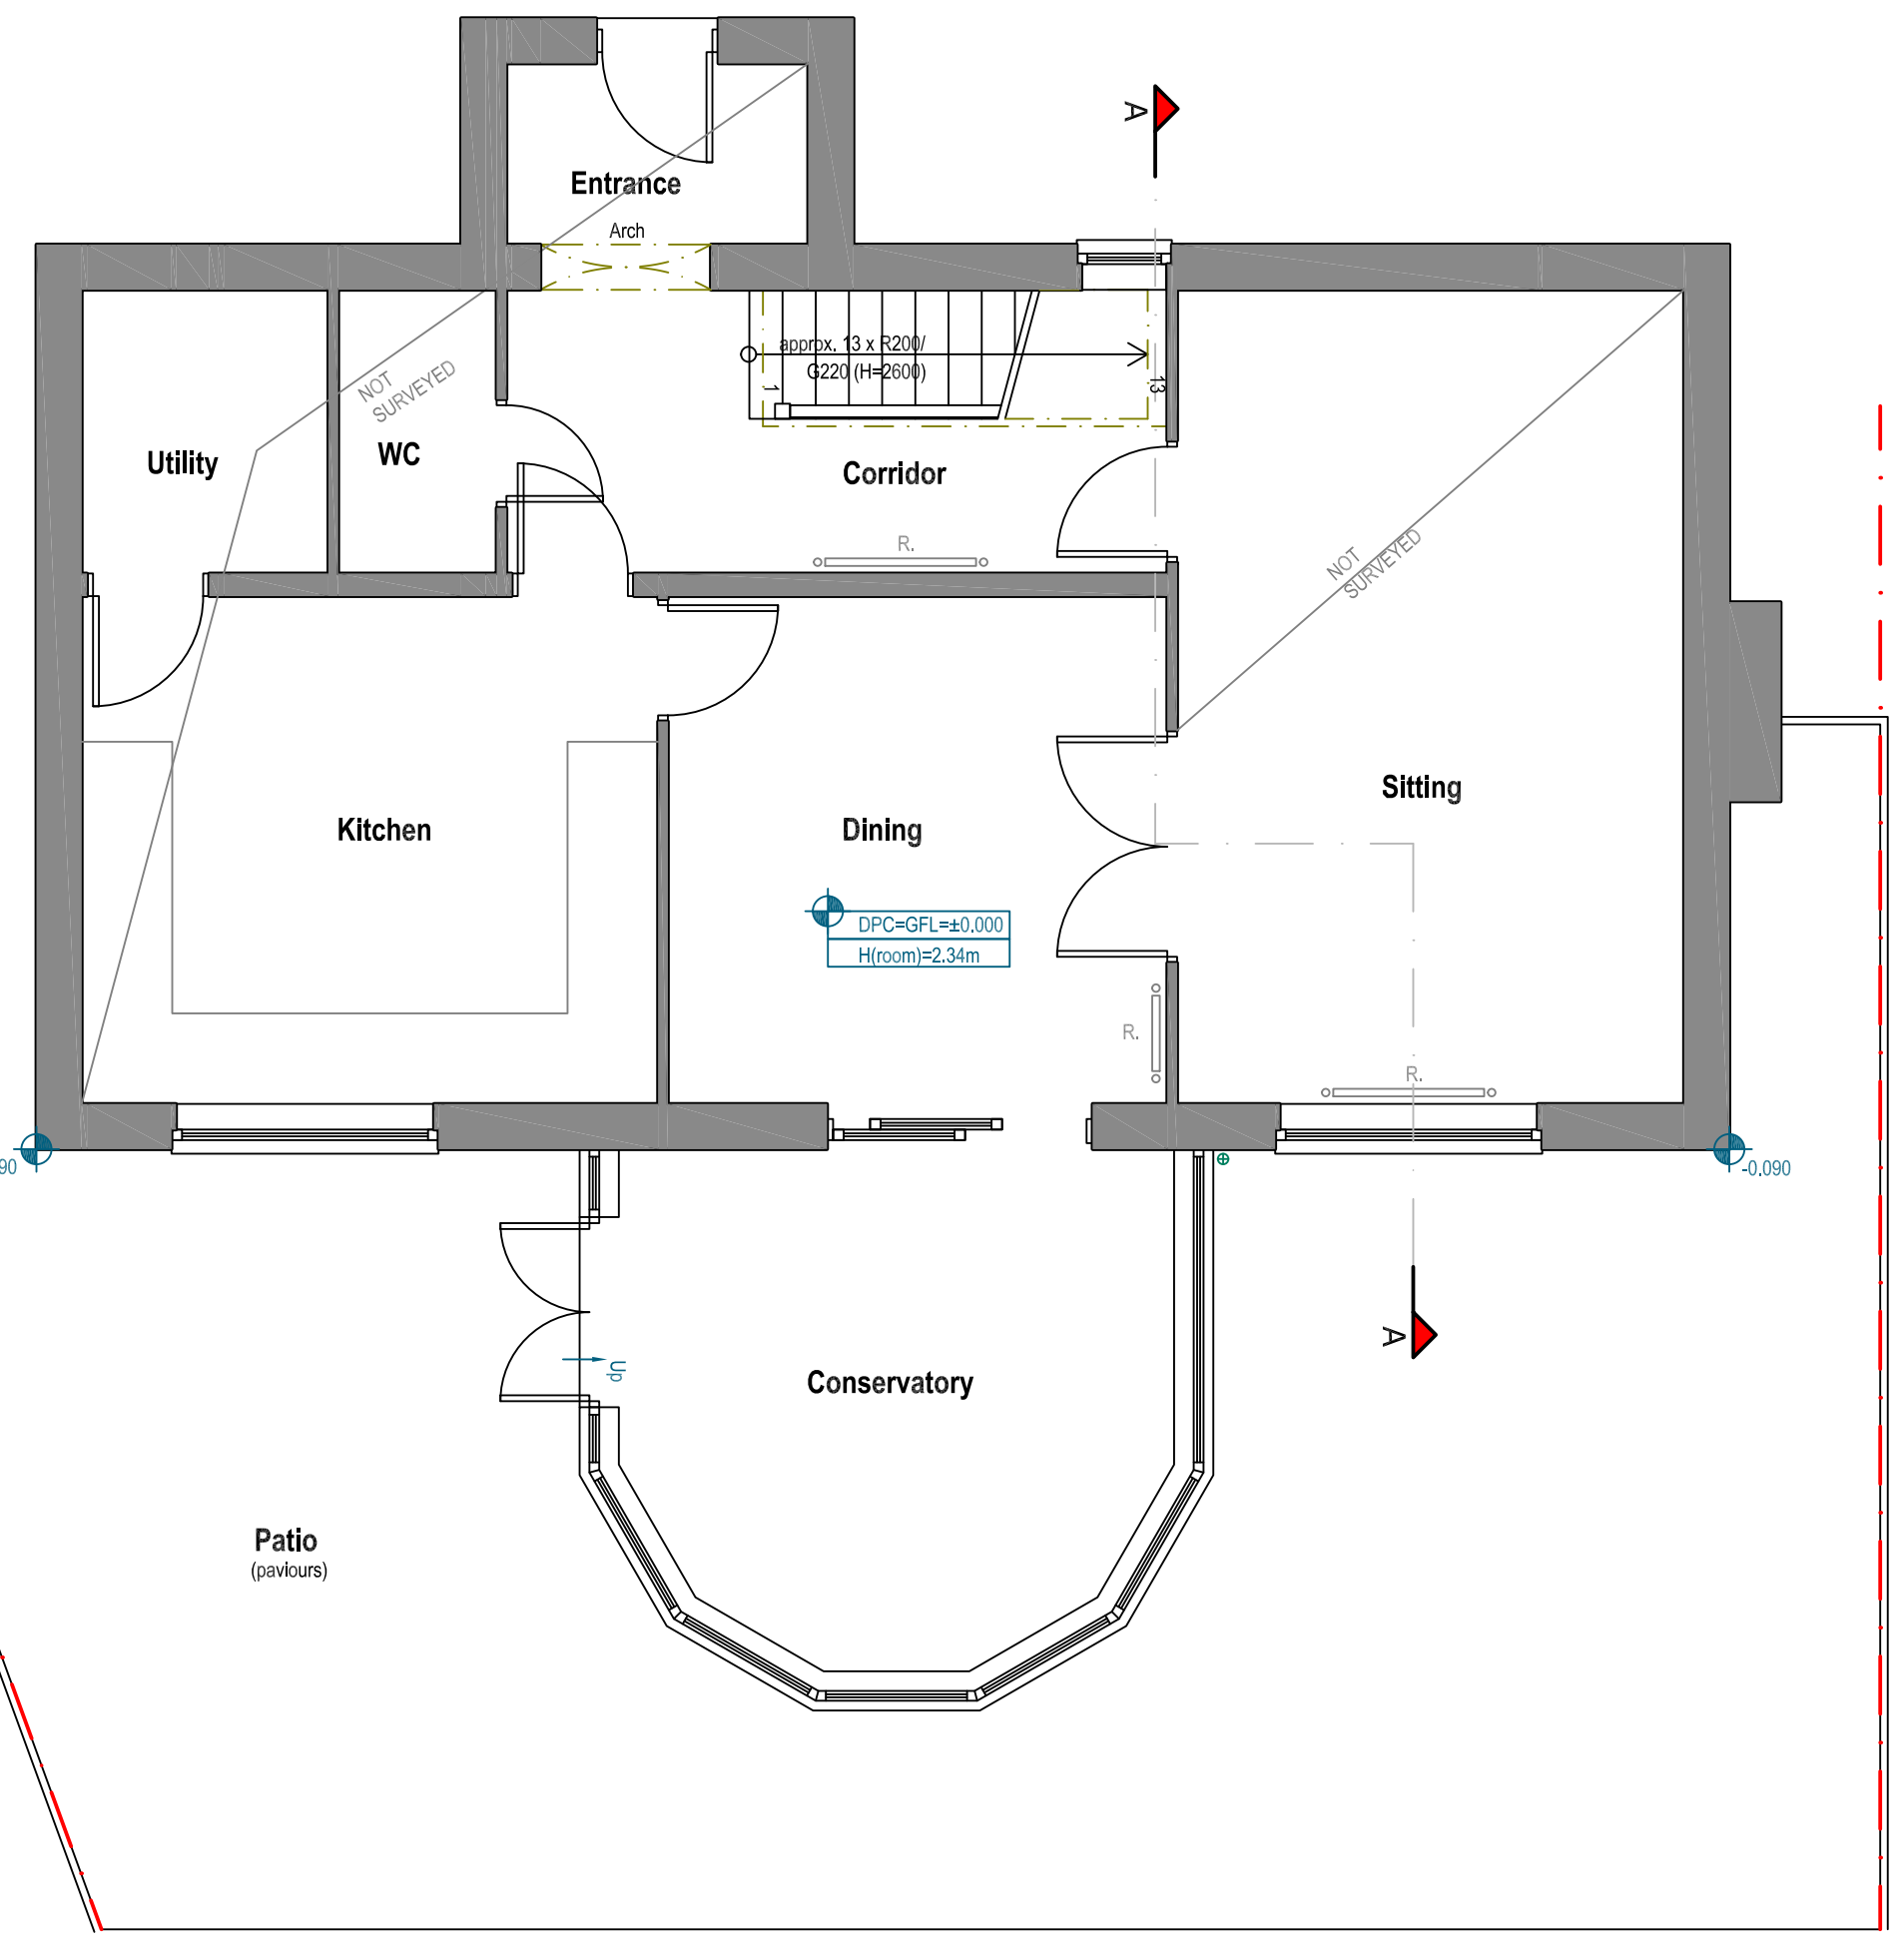 A
Entrance
Arch
approx. 13 x R200/
G220 (H=2600)
1
13
NOT
SURVEYED
Utility
WC
Corridor
R.
NOT
SURVEYED
Sitting
Kitchen
Dining
DPC=GFL=±0.000
H(room)=2.34m
R.
R.
90
-0.090
A
Up
Conservatory
Patio
(paviours)